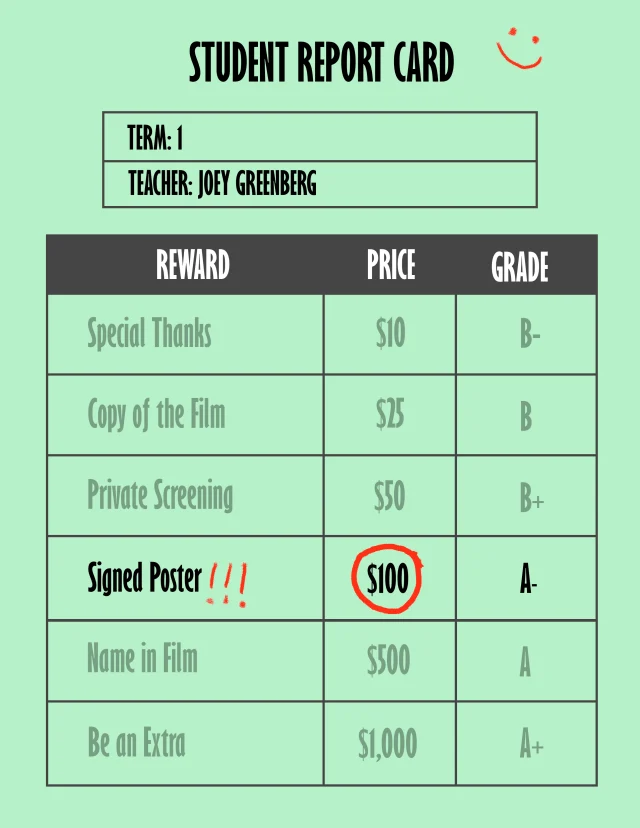 STUDENT REPORT CARD
TERM: 1
TEACHER: JOEY GREENBERG
REWARD PRICE GRADE
Special Thanks $10 B-
Copy of the Film $25 B
Private Screening $50 B+
Signed Poster !!! $100 A-
Name in Film $500 A
Be an Extra $1,000 A+